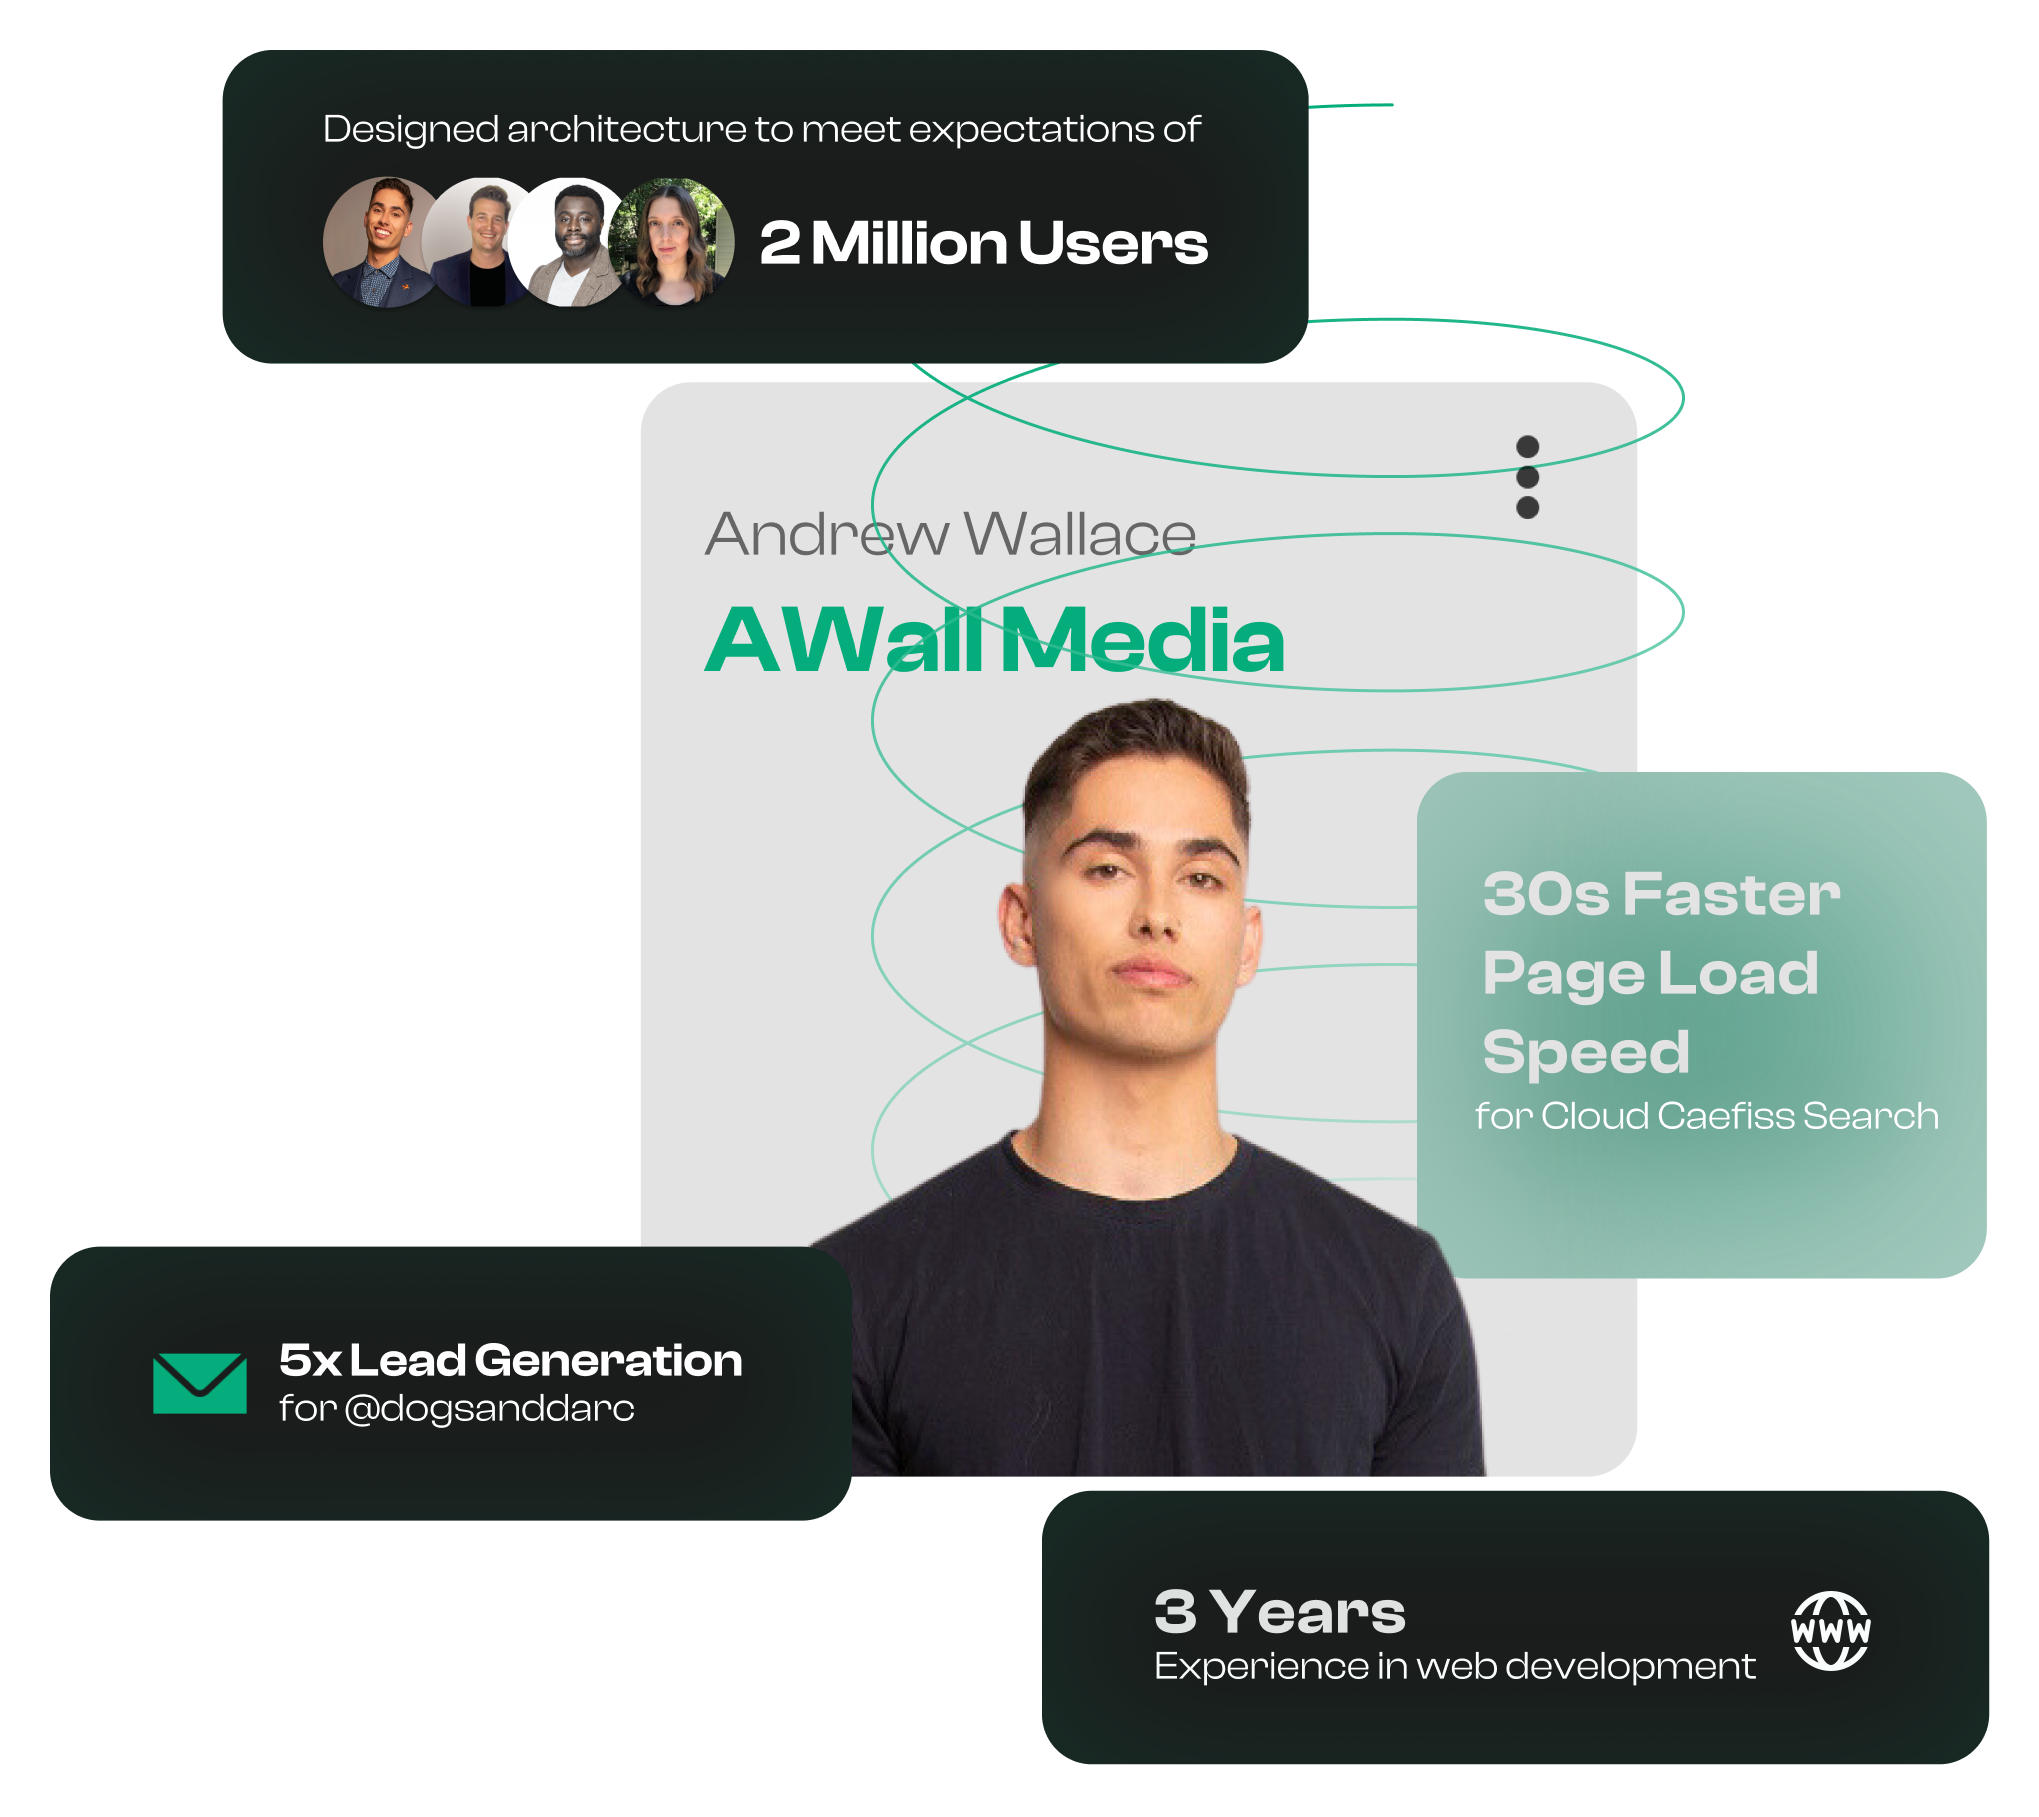 Designed architecture to meet expectations of
2 Million Users
Andrew Wallace
AWall Media
30s Faster
Page Load
Speed
for Cloud Caefiss Search
5x Lead Generation
for @dogsanddarc
3 Years
Experience in web development
WWW